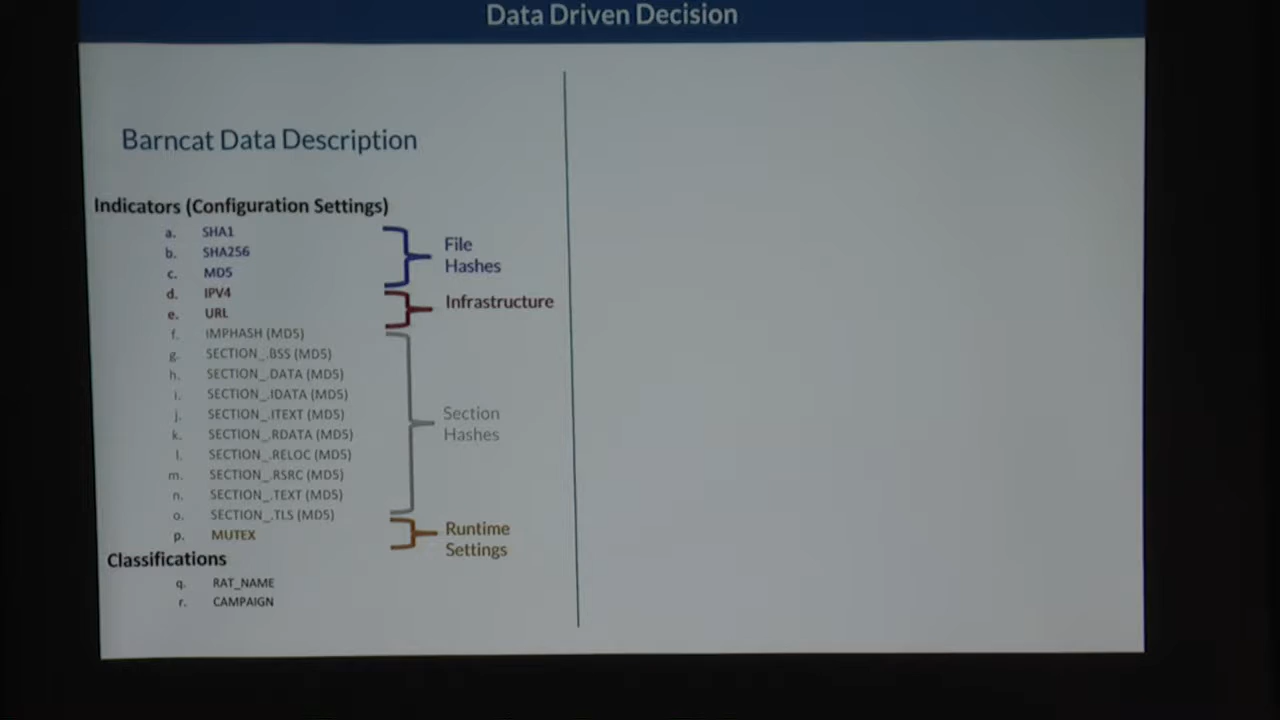 Data Driven Decision
Barncat Data Description
Indicators (Configuration Settings)
a. SHA1
b. SHA256
c. MD5
File
Hashes
d. IPV4
e. URL
Infrastructure
f. IMPHASH (MD5)
g. SECTION_.BSS (MD5)
h. SECTION_.DATA (MD5)
i. SECTION_.IDATA (MD5)
j. SECTION_.ITEXT (MD5)
k. SECTION_.RDATA (MD5)
l. SECTION_.RELOC (MD5)
m. SECTION_.RSRC (MD5)
n. SECTION_.TEXT (MD5)
o. SECTION_.TLS (MD5)
Section
Hashes
p. MUTEX
Runtime
Settings
Classifications
q. RAT_NAME
r. CAMPAIGN